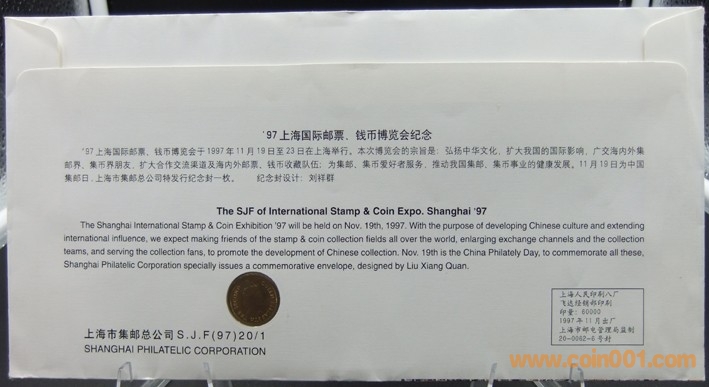 '97上海国际邮票、钱币博览会纪念
'97上海国际邮票、钱币博览会于1997年11月19日至23日在上海举行。本次博览会的宗旨是：弘扬中华文化，扩大我国的国际影响，广交海内外集
邮界、集币界朋友，扩大合作交流渠道及海内外邮票、钱币收藏队伍；为集邮、集币爱好者服务，推动我国集邮、集币事业的健康发展。11月19日为中国
集邮日，上海市集邮总公司特发行纪念封一枚。 纪念封设计：刘祥群
The SJF of International Stamp & Coin Expo. Shanghai '97
The Shanghai International Stamp & Coin Exhibition '97 will be held on Nov. 19th, 1997. With the purpose of developing Chinese culture and extending
international influence, we expect making friends of the stamp & coin collection fields all over the world, enlarging exchange channels and the collection
teams, and serving the collection fans, to promote the development of Chinese collection. Nov. 19th is the China Philately Day, to commemorate all these,
Shanghai Philatelic Corporation specially issues a commemorative envelope, designed by Liu Xiang Quan.
上海市集邮总公司S.J.F(97)20/1
SHANGHAI PHILATELIC CORPORATION
上海人民印刷八厂
飞达经销部印刷
印量：60000
1997年11月出厂
上海市邮电管理局监制
20-0062-6号封
www.coin001.com